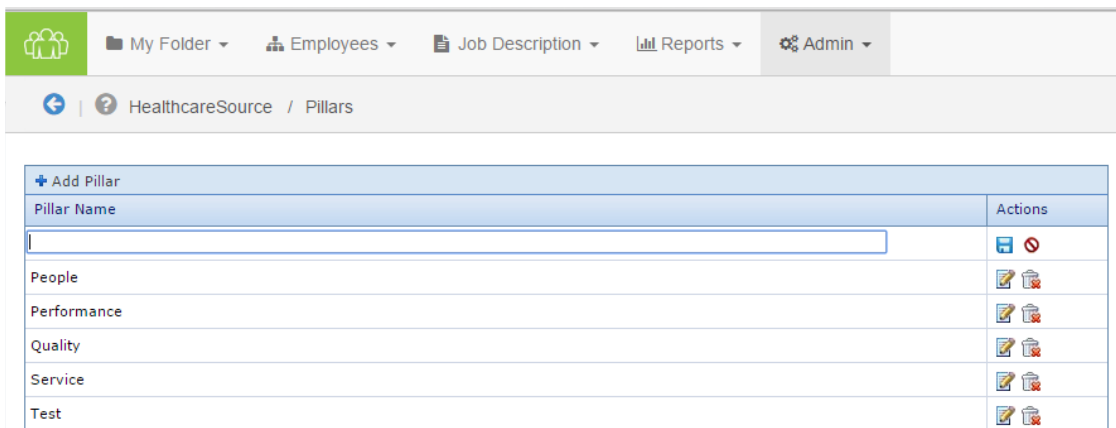 My Folder Employees Job Description Reports Admin
HealthcareSource / Pillars
Add Pillar
Pillar Name Actions
People
Performance
Quality
Service
Test